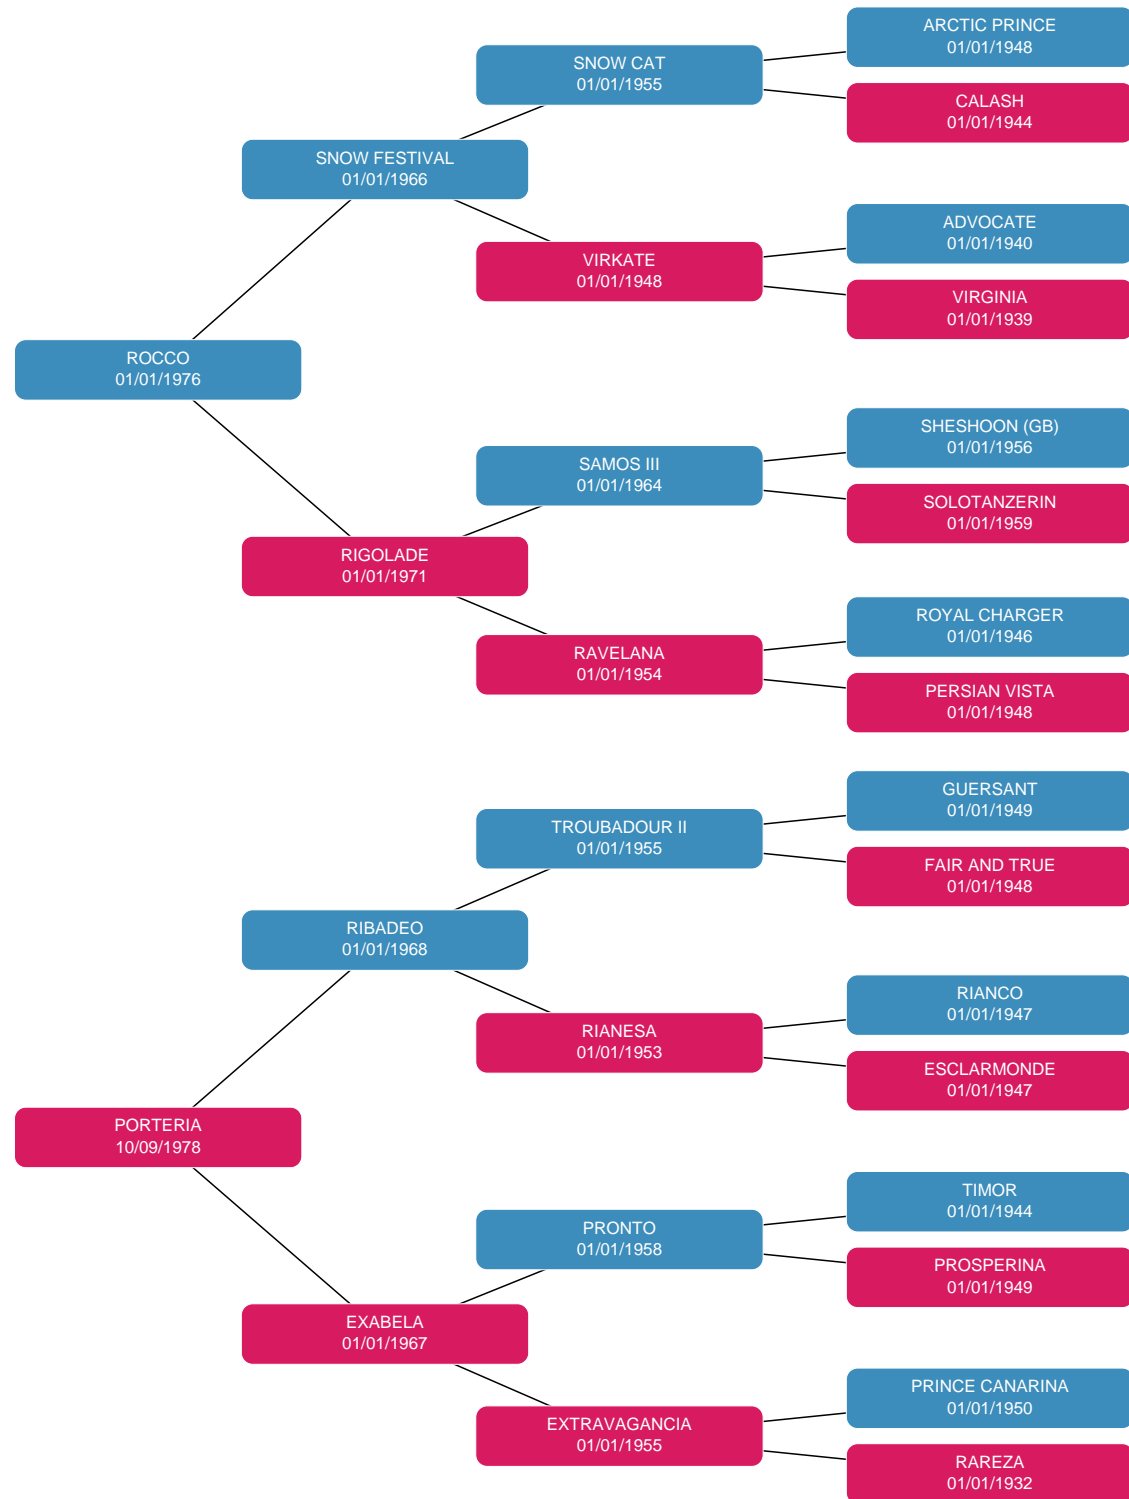 ARCTIC PRINCE
01/01/1948
SNOW CAT
01/01/1955
CALASH
01/01/1944
SNOW FESTIVAL
01/01/1966
ADVOCATE
01/01/1940
VIRKATE
01/01/1948
VIRGINIA
01/01/1939
ROCCO
01/01/1976
SHESHOON (GB)
01/01/1956
SAMOS III
01/01/1964
SOLOTANZERIN
01/01/1959
RIGOLADE
01/01/1971
ROYAL CHARGER
01/01/1946
RAVELANA
01/01/1954
PERSIAN VISTA
01/01/1948
GUERSANT
01/01/1949
TROUBADOUR II
01/01/1955
FAIR AND TRUE
01/01/1948
RIBADEO
01/01/1968
RIANCO
01/01/1947
RIANESA
01/01/1953
ESCLARMONDE
01/01/1947
PORTERIA
10/09/1978
TIMOR
01/01/1944
PRONTO
01/01/1958
PROSPERINA
01/01/1949
EXABELA
01/01/1967
PRINCE CANARINA
01/01/1950
EXTRAVAGANCIA
01/01/1955
RAREZA
01/01/1932